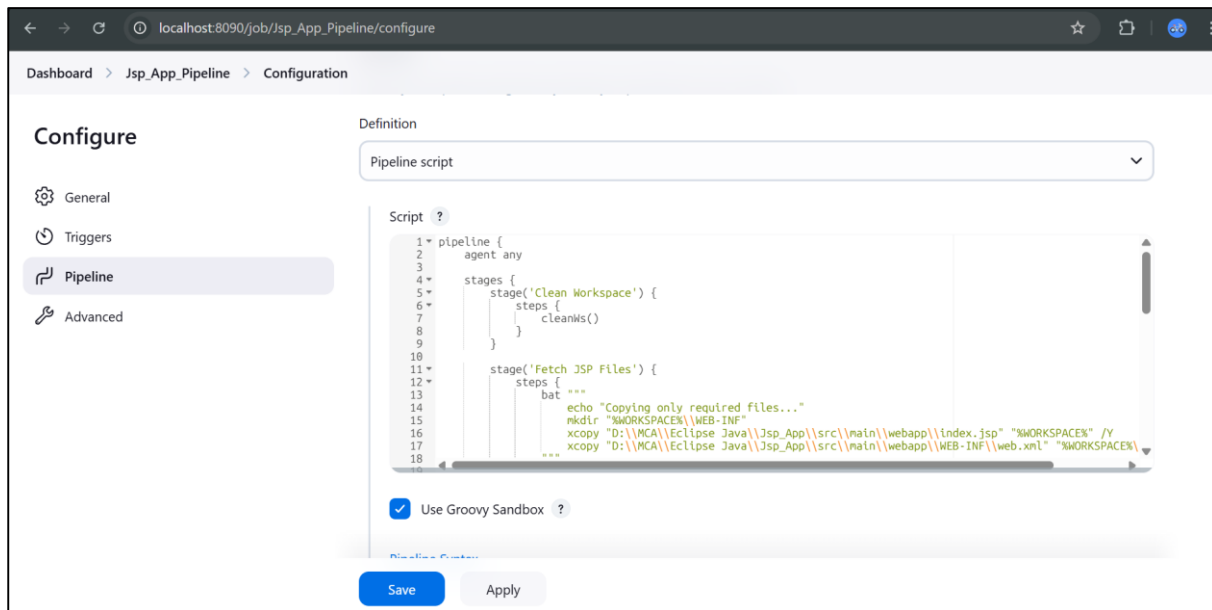 localhost:8090/job/Jsp_App_Pipeline/configure
Dashboard > Jsp_App_Pipeline > Configuration
Configure
General
Triggers
Pipeline
Advanced
Definition
Pipeline script
Script ?
1 pipeline {
2 agent any
3
4 stages {
5 stage('Clean Workspace') {
6 steps {
7 cleanWs()
8 }
9 }
10
11 stage('Fetch JSP Files') {
12 steps {
13 bat """
14 echo "Copying only required files..."
15 mkdir "%WORKSPACE%\\WEB-INF"
16 xcopy "D:\\MCA\\Eclipse Java\\Jsp_App\\src\\main\\webapp\\index.jsp" "%WORKSPACE%" /Y
17 xcopy "D:\\MCA\\Eclipse Java\\Jsp_App\\src\\main\\webapp\\WEB-INF\\web.xml" "%WORKSPACE%\
18 """
Use Groovy Sandbox ?
Pipeline Syntax
Save Apply